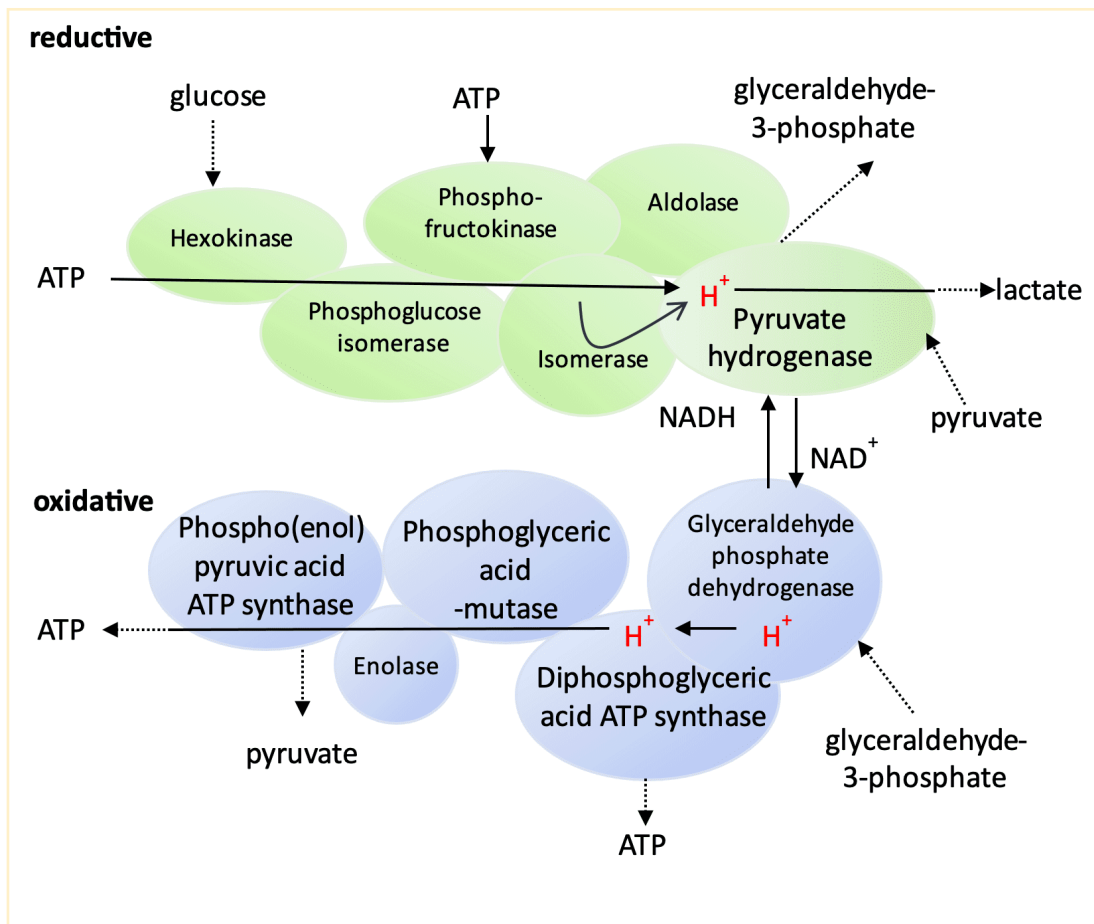 reductive
glucose
ATP
glyceraldehyde-
3-phosphate
Phospho-
fructokinase
Aldolase
Hexokinase
ATP
H+
lactate
Phosphoglucose
isomerase
Isomerase
Pyruvate
hydrogenase
pyruvate
NADH
NAD+
oxidative
Phospho(enol)
pyruvic acid
ATP synthase
Phosphoglyceric
acid
-mutase
Glyceraldehyde
phosphate
dehydrogenase
ATP
H+
H+
Enolase
Diphosphoglyceric
acid ATP synthase
pyruvate
glyceraldehyde-
3-phosphate
ATP